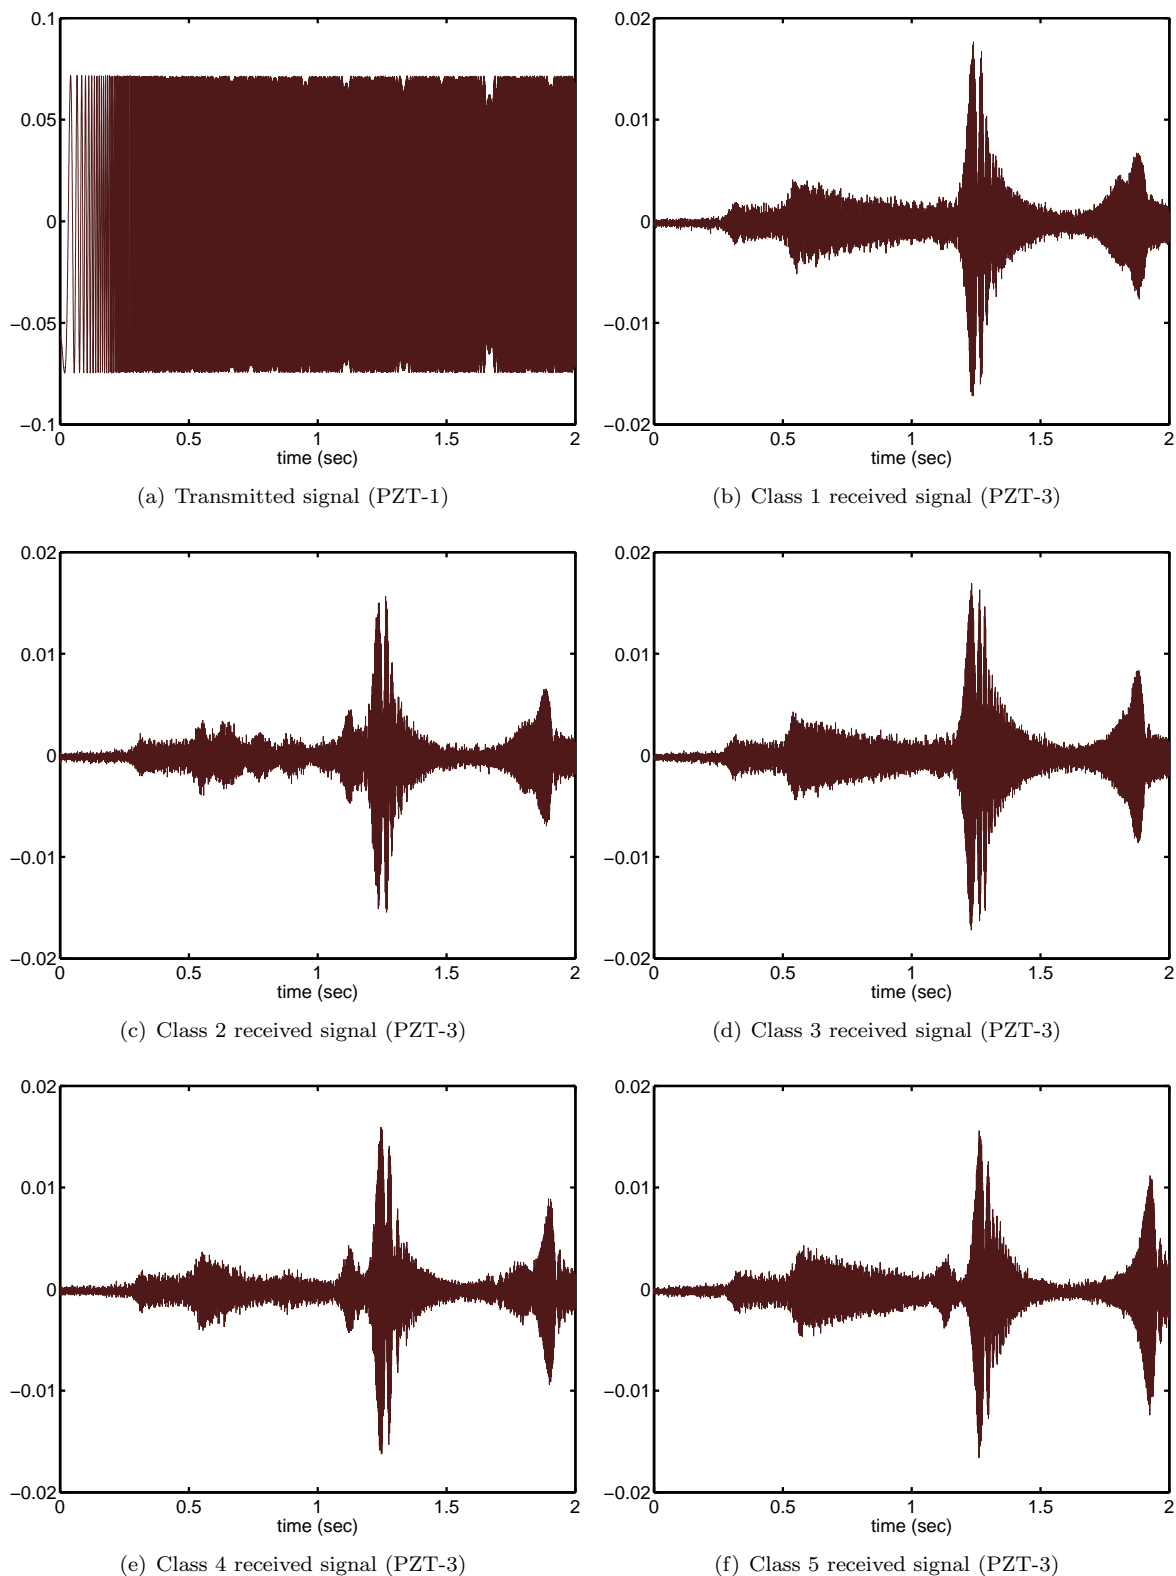 0.1
0.05
0
−0.05
−0.1
0 0.5 1 1.5 2
time (sec)
(a) Transmitted signal (PZT-1)
0.02
0.01
0
−0.01
−0.02
0 0.5 1 1.5 2
time (sec)
(b) Class 1 received signal (PZT-3)
0.02
0.01
0
−0.01
−0.02
0 0.5 1 1.5 2
time (sec)
(c) Class 2 received signal (PZT-3)
0.02
0.01
0
−0.01
−0.02
0 0.5 1 1.5 2
time (sec)
(d) Class 3 received signal (PZT-3)
0.02
0.01
0
−0.01
−0.02
0 0.5 1 1.5 2
time (sec)
(e) Class 4 received signal (PZT-3)
0.02
0.01
0
−0.01
−0.02
0 0.5 1 1.5 2
time (sec)
(f) Class 5 received signal (PZT-3)